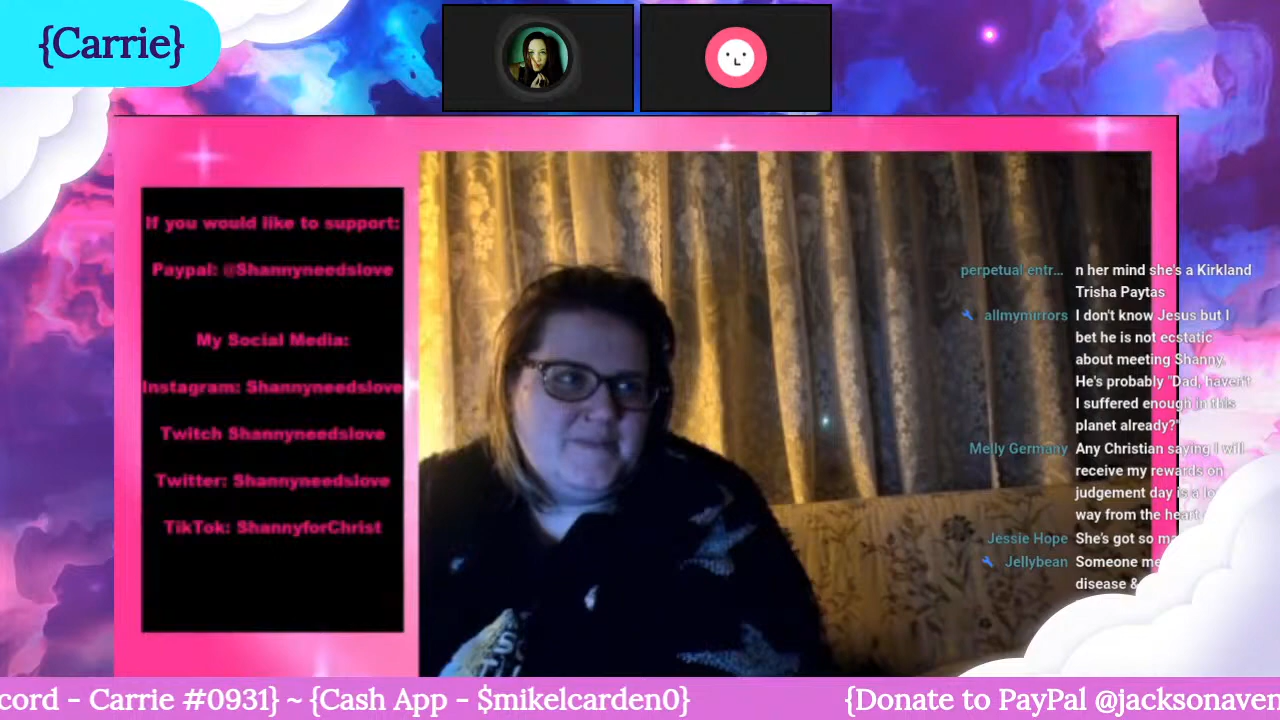 {Carrie}
If you would like to support:
Paypal: @Shannyneedslove
My Social Media:
Instagram: Shannyneedslove
Twitch Shannyneedslove
Twitter: Shannyneedslove
TikTok: ShannyforChrist
perpetual entr... n her mind she's a Kirkland
Trisha Paytas
allmymirrors I don't know Jesus but I
bet he is not ecstatic
about meeting Shanny.
He's probably "Dad, haven't
I suffered enough in this
planet already?"
Melly Germany Any Christian saying I will
receive my rewards on
judgement day is a lo
way from the heart
Jessie Hope She's got so ma
Jellybean Someone me
disease &
cord - Carrie #0931} ~ {Cash App - $mikelcarden0} {Donate to PayPal @jacksonaven